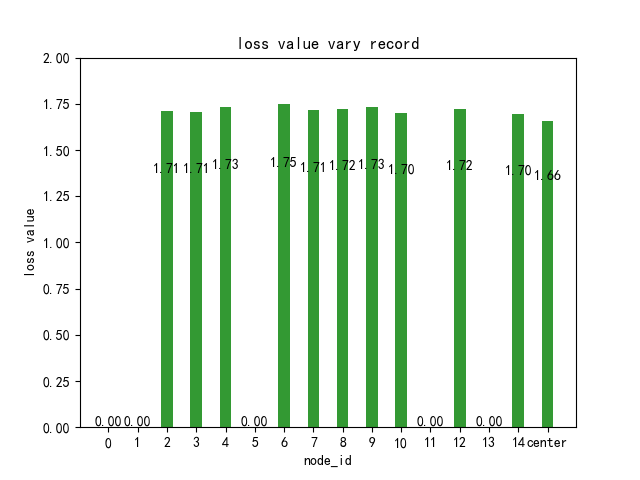 loss value vary record
loss value
2.00
1.75
1.50
1.25
1.00
0.75
0.50
0.25
0.00
0.00 0.00 1.71 1.71 1.73 0.00 1.75 1.71 1.72 1.73 1.70 0.00 1.72 0.00 1.70 1.66
0 1 2 3 4 5 6 7 8 9 10 11 12 13 14 center
node_id